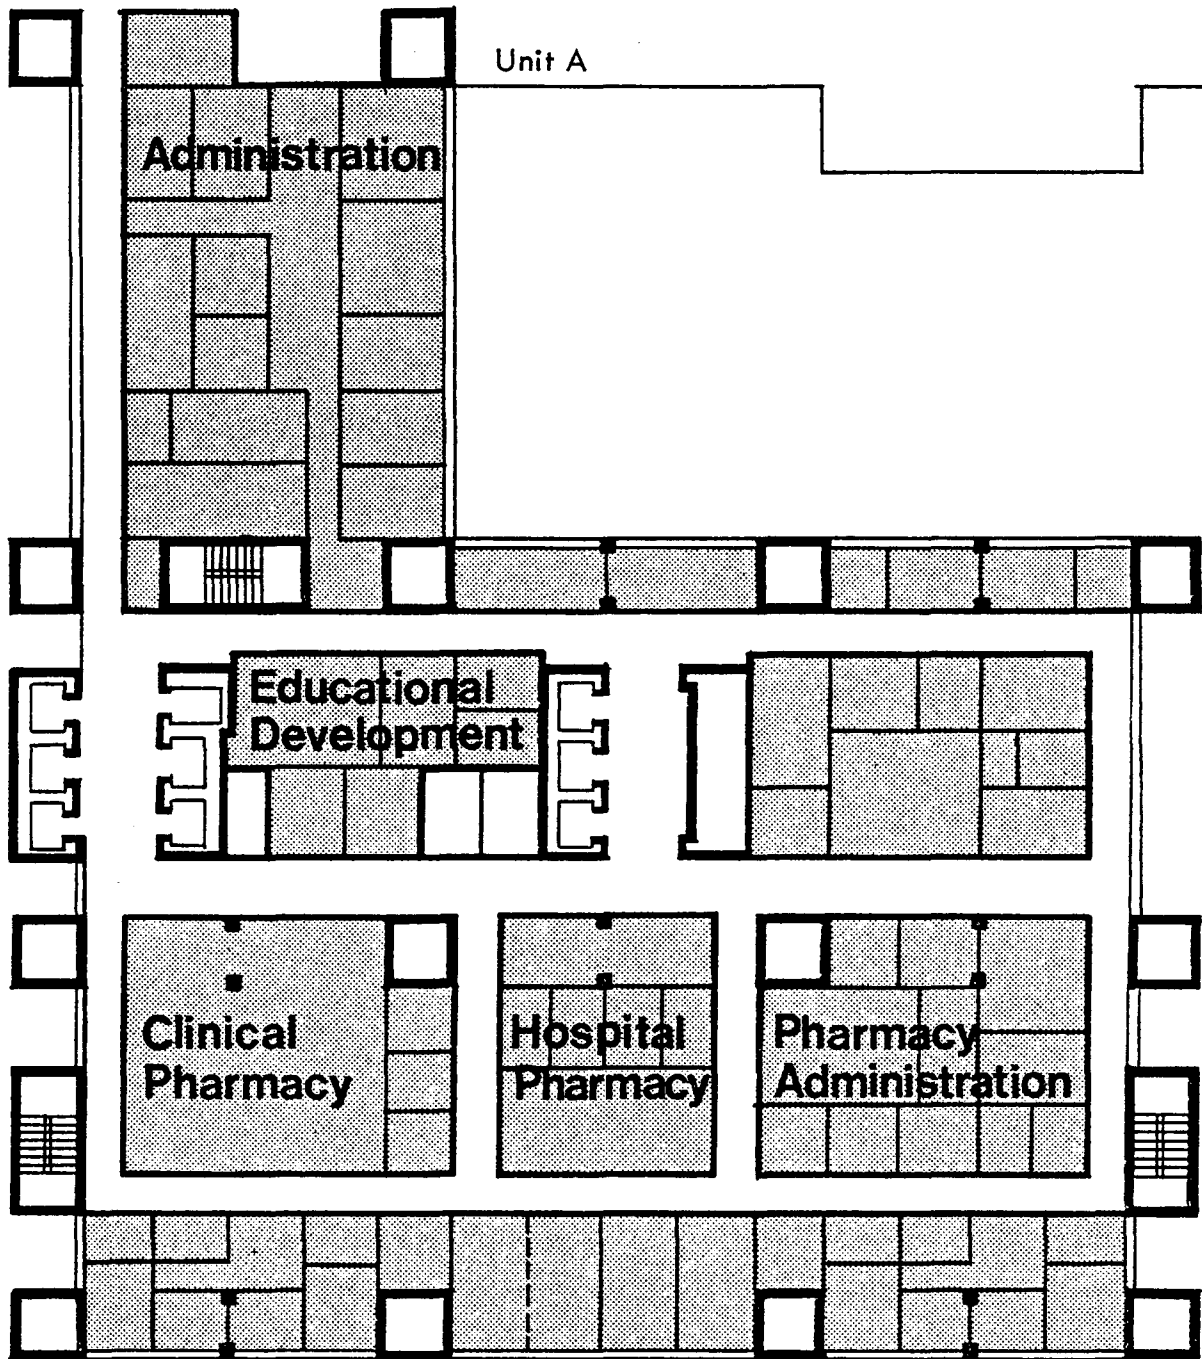 Unit A
Administration
Educational
Development
Clinical
Pharmacy
Hospital
Pharmacy
Pharmacy
Administration